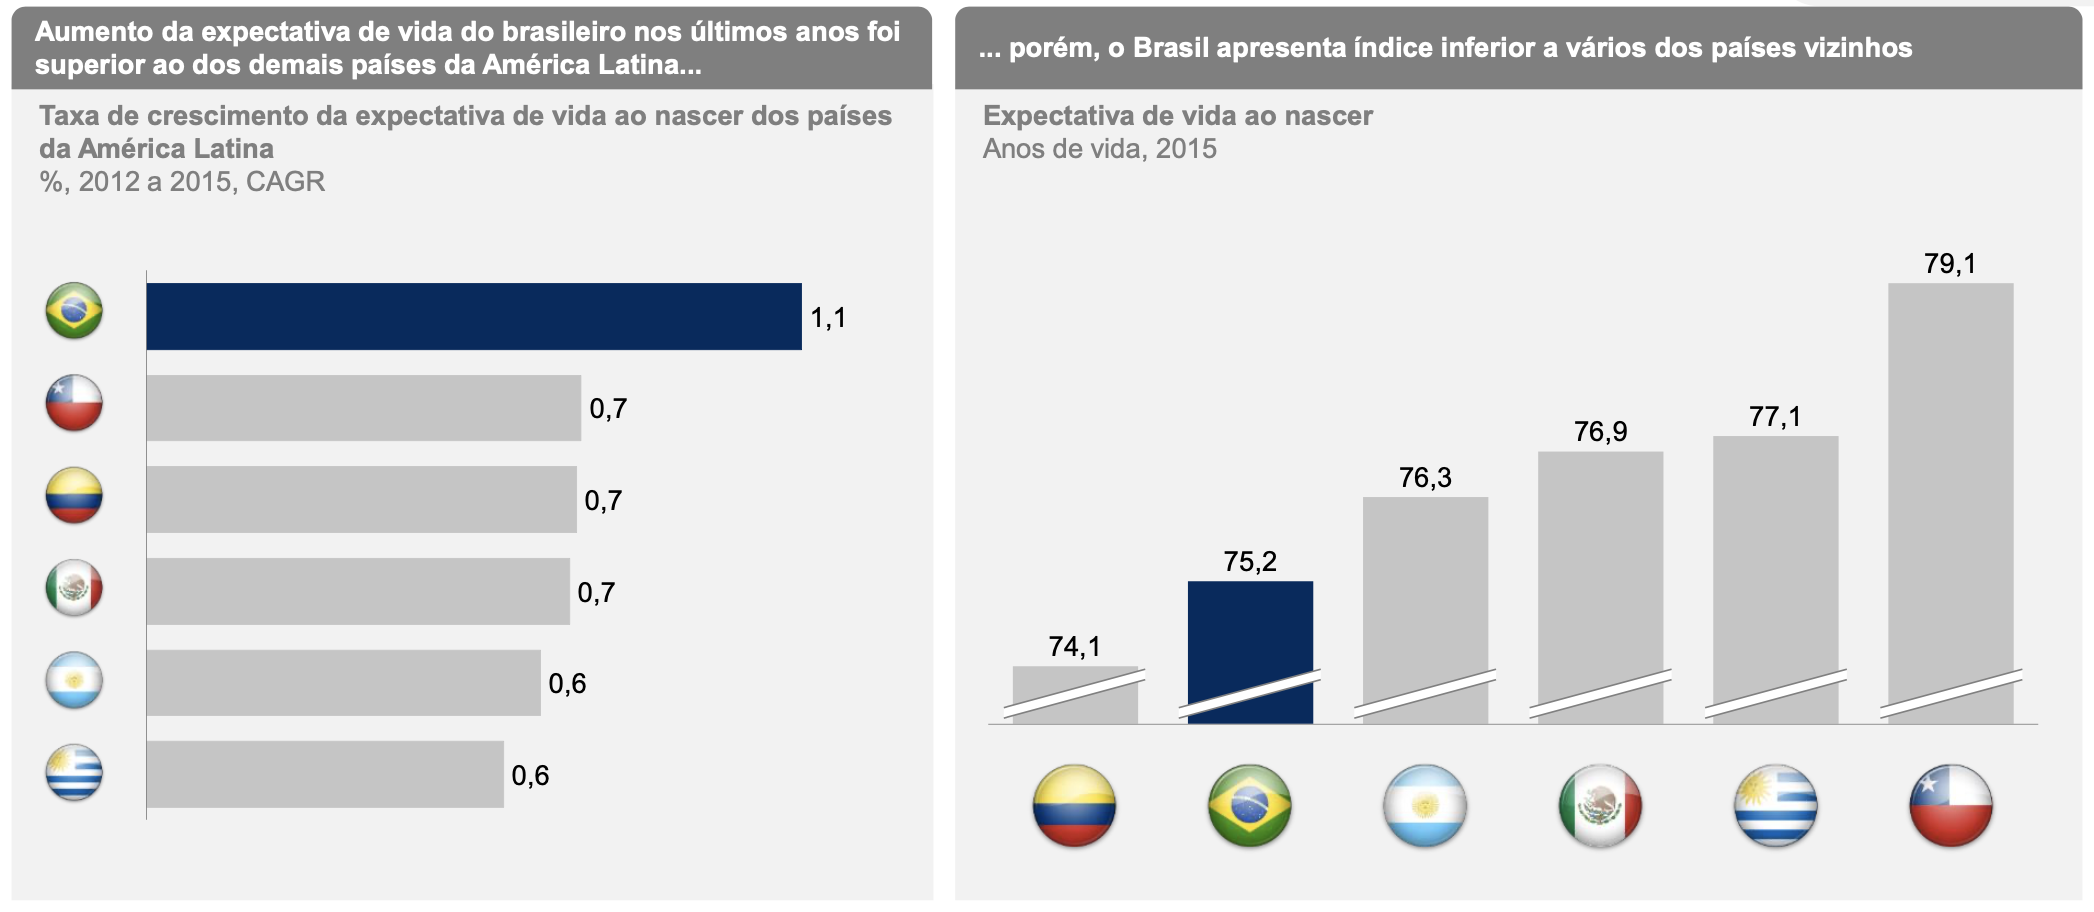 Aumento da expectativa de vida do brasileiro nos últimos anos foi
superior ao dos demais países da América Latina...
Taxa de crescimento da expectativa de vida ao nascer dos países
da América Latina
%, 2012 a 2015, CAGR
1,1
0,7
0,7
0,7
0,6
0,6
... porém, o Brasil apresenta índice inferior a vários dos países vizinhos
Expectativa de vida ao nascer
Anos de vida, 2015
74,1
75,2
76,3
76,9
77,1
79,1